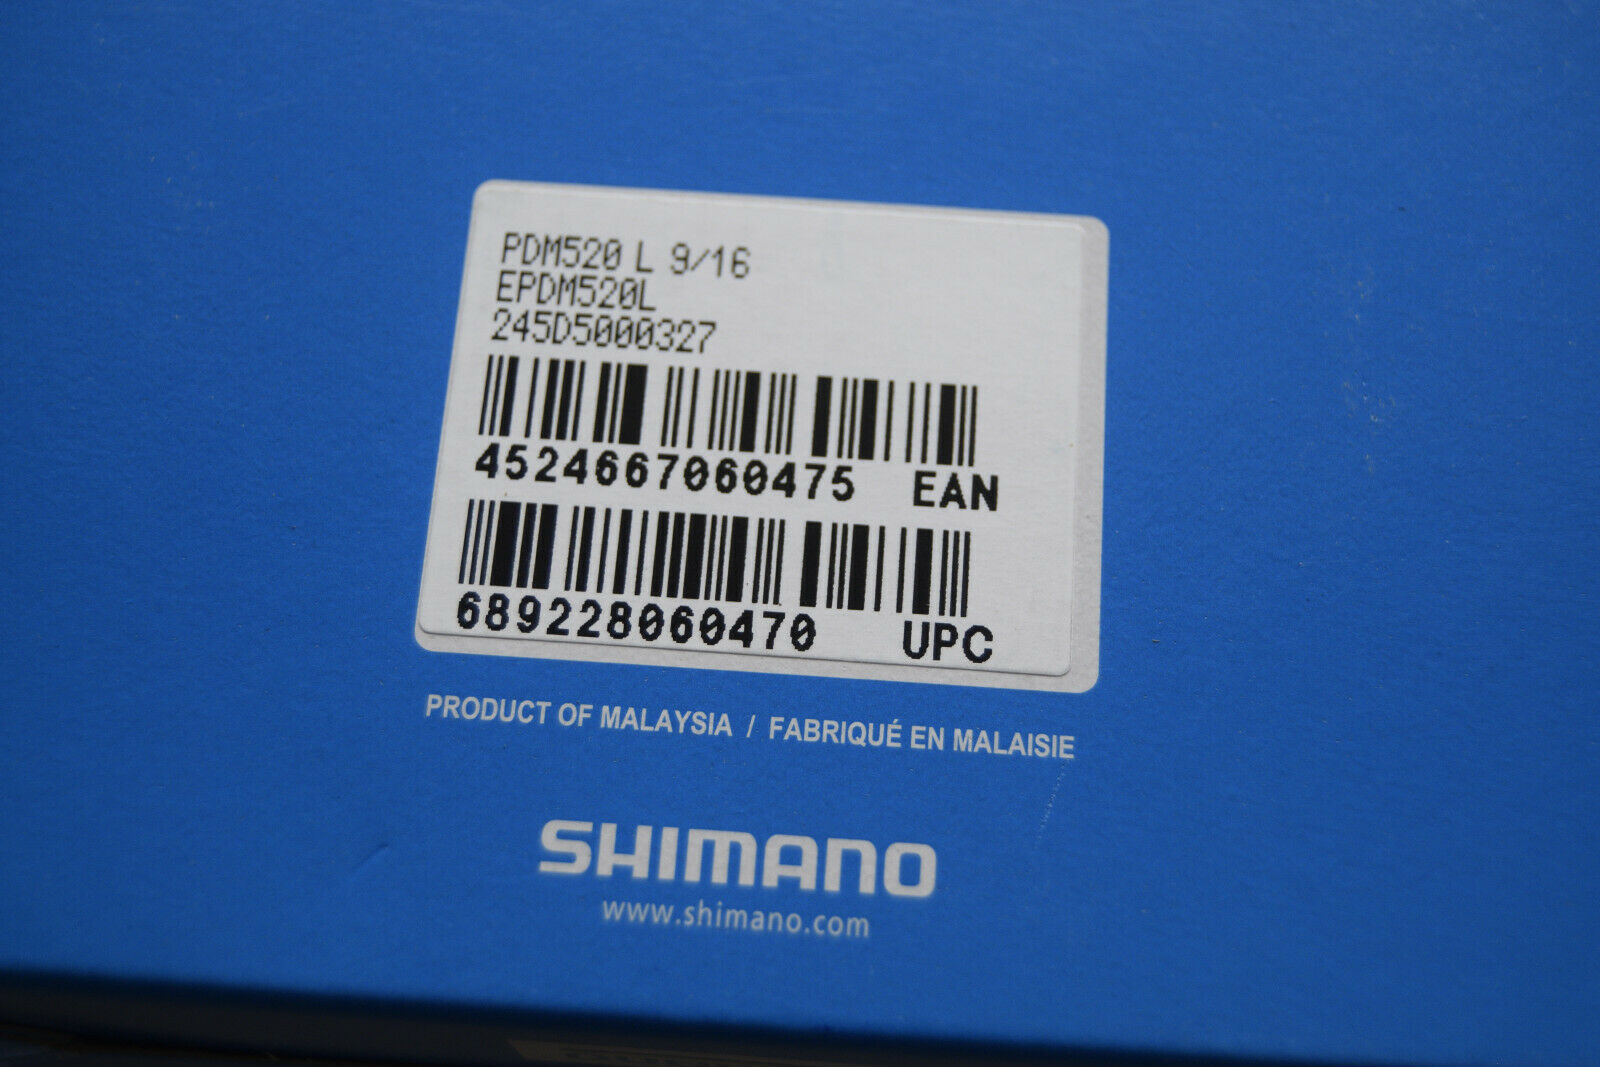 PDM520 L 9/16
EPDM520L
245D5000327
4524667060475 EAN
689228060470 UPC
PRODUCT OF MALAYSIA / FABRIQUÉ EN MALAISIE
SHIMANO
www.shimano.com